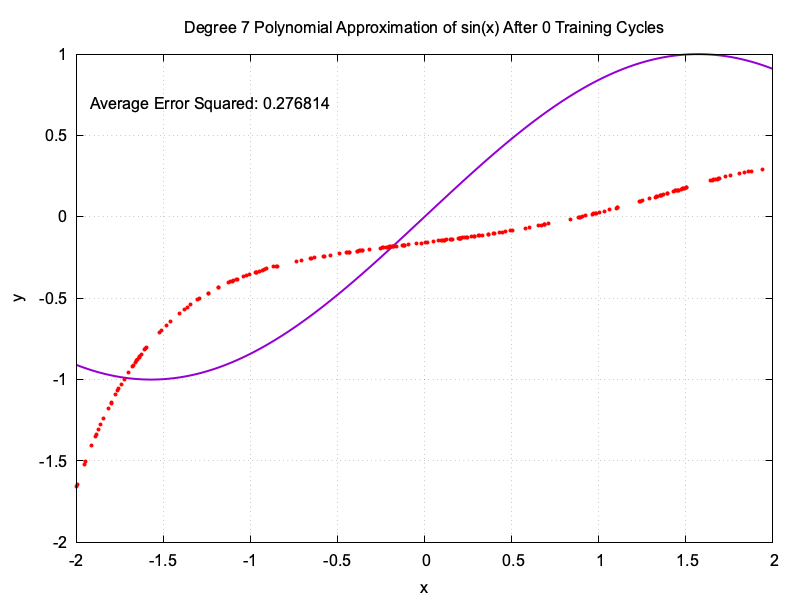 Degree 7 Polynomial Approximation of sin(x) After 0 Training Cycles
Average Error Squared: 0.276814
1
0.5
0
-0.5
-1
-1.5
-2
y
-2 -1.5 -1 -0.5 0 0.5 1 1.5 2
x